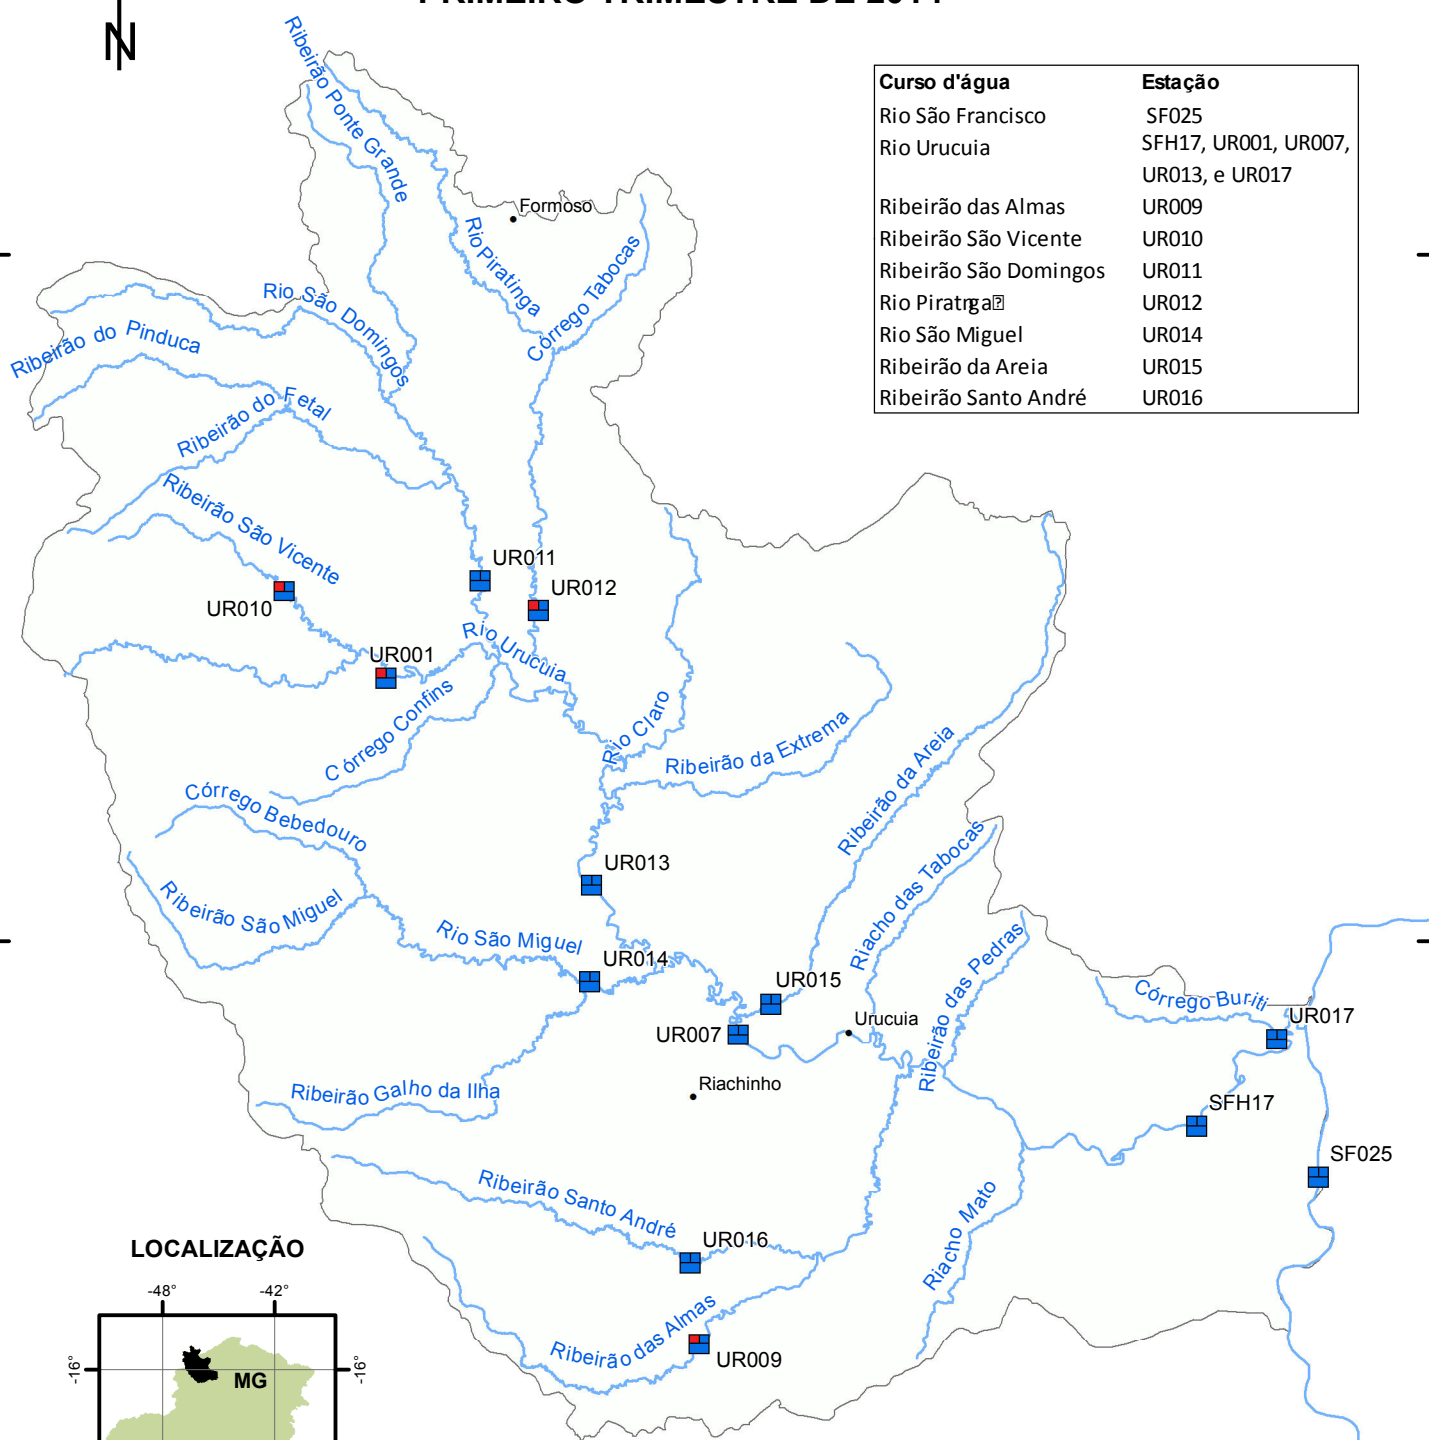 N
Curso d'água Estação
Rio São Francisco SF025
Rio Urucuia SFH17, UR001, UR007,
UR013, e UR017
Ribeirão das Almas UR009
Ribeirão São Vicente UR010
Ribeirão São Domingos UR011
UR012
Rio São Miguel UR014
Ribeirão da Areia UR015
Ribeirão Santo André UR016
Ribeirão Ponte Grande
Formoso
Rio Piratinga
Córrego Tabocas
Rio São Domingos
Ribeirão do Pinduca
Ribeirão do Fetal
Ribeirão São Vicente
UR011
UR012
UR010
Rio Urucuia
UR001
Córrego Confins
Rio Claro
Ribeirão da Extrema
Ribeirão da Areia
Córrego Bebedouro
Riacho das Tabocas
UR013
Ribeirão São Miguel
Rio São Miguel
UR014
UR015
Ribeirão das Pedras
Córrego Buriti
UR017
UR007
Urucuia
Riachinho
Ribeirão Galho da Ilha
SFH17
SF025
Ribeirão Santo André
Riacho Mato
UR016
Ribeirão das Almas
UR009
LOCALIZAÇÃO
-48° -42°
-16° -16°
MG